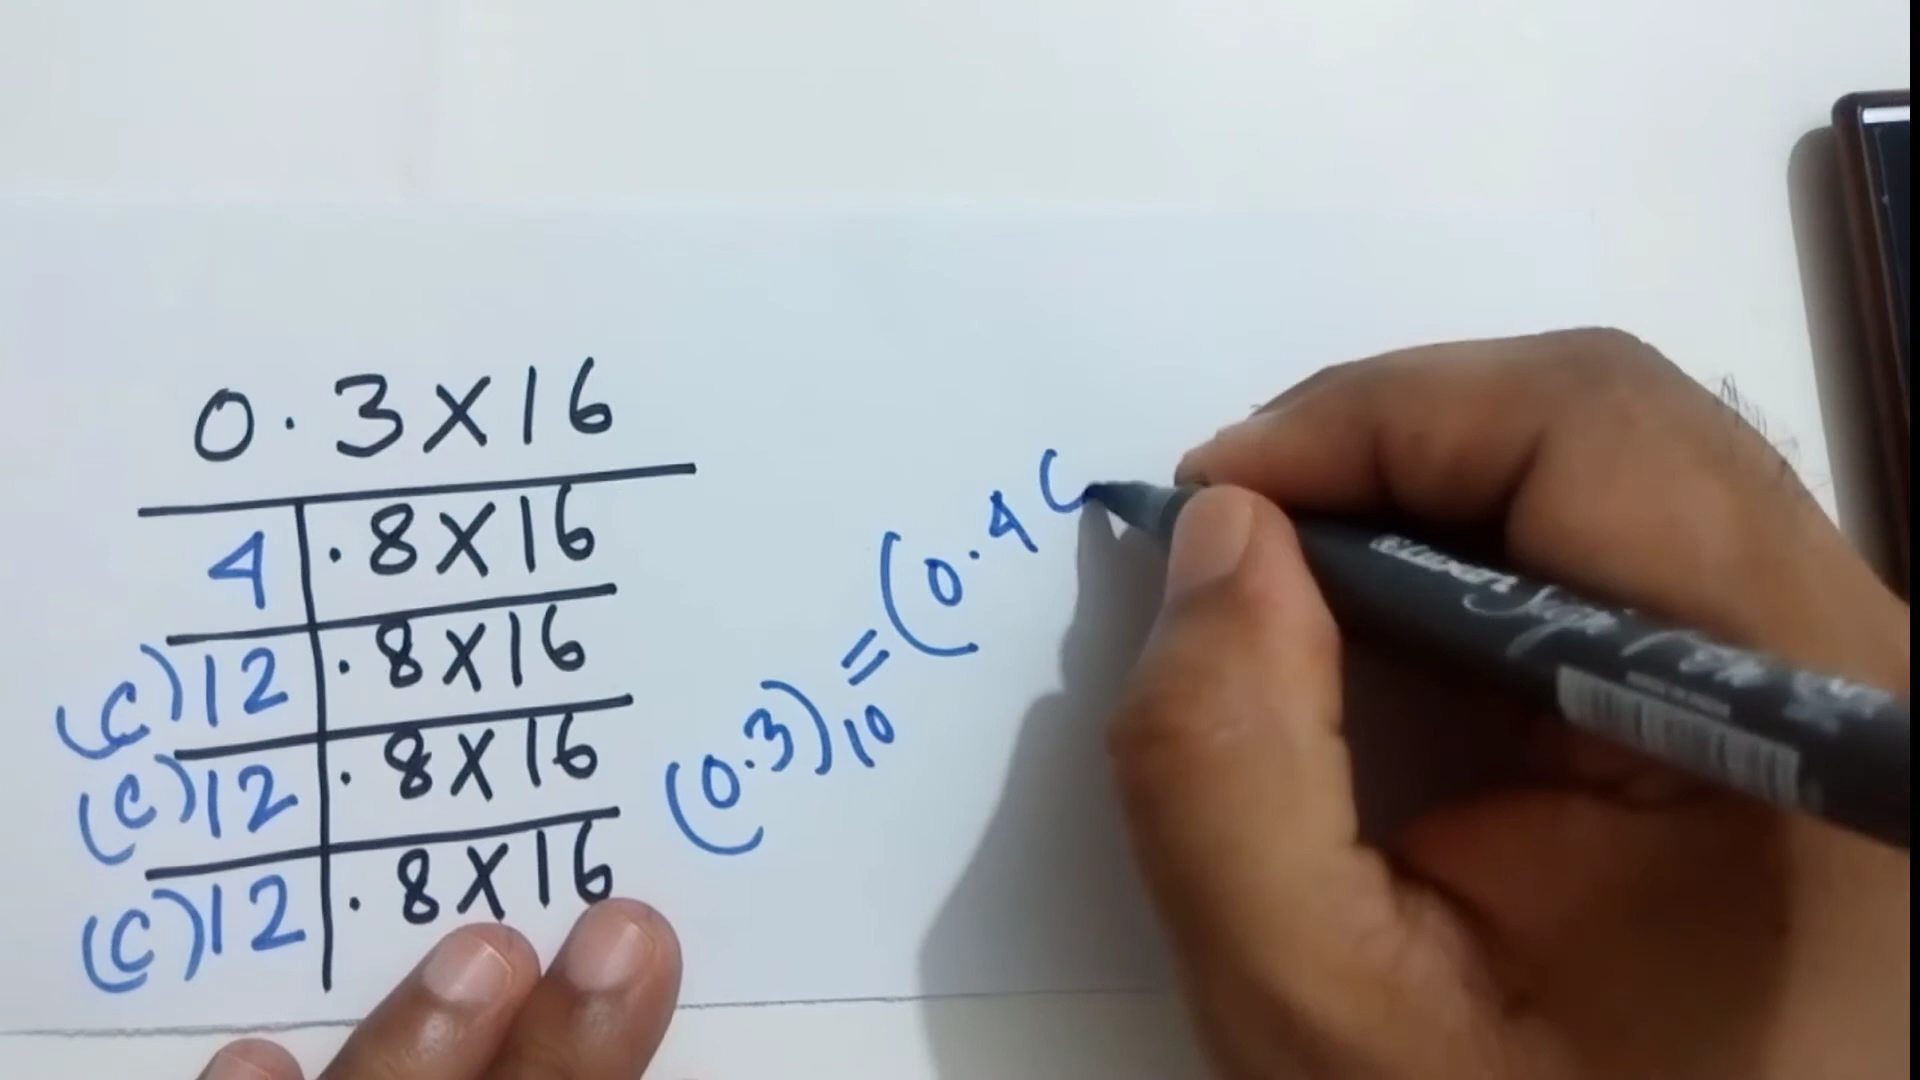 0.3X16
4 .8X16
(C)12 .8X16
(C)12 .8X16
(C)12 .8X16
(0.3)10 = (0.4C